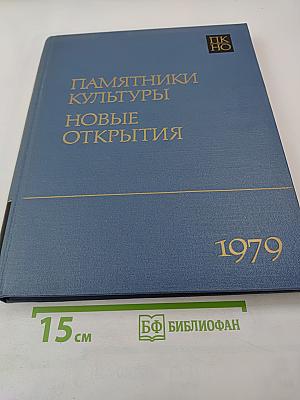 ПК
НО
ПАМЯТНИКИ
КУЛЬТУРЫ
НОВЫЕ
ОТКРЫТИЯ
1979
15 см
БФ БИБЛИОФАН